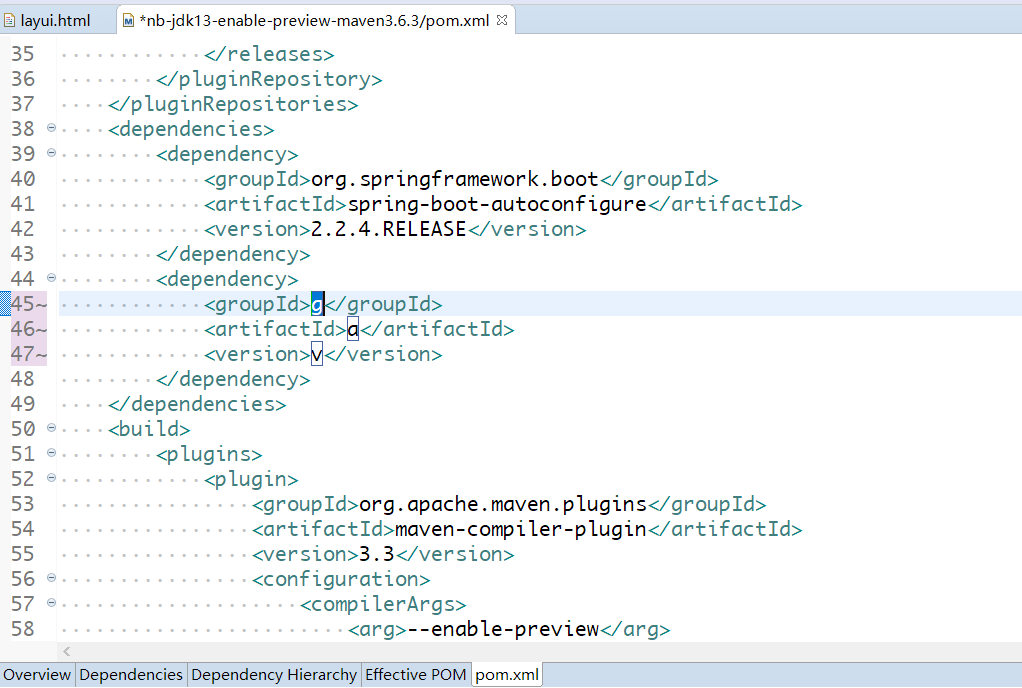 layui.html *nb-jdk13-enable-preview-maven3.6.3/pom.xml
35 </releases>
36 </pluginRepository>
37 </pluginRepositories>
38 <dependencies>
39 <dependency>
40 <groupId>org.springframework.boot</groupId>
41 <artifactId>spring-boot-autoconfigure</artifactId>
42 <version>2.2.4.RELEASE</version>
43 </dependency>
44 <dependency>
45~ <groupId>g</groupId>
46~ <artifactId>a</artifactId>
47~ <version>v</version>
48 </dependency>
49 </dependencies>
50 <build>
51 <plugins>
52 <plugin>
53 <groupId>org.apache.maven.plugins</groupId>
54 <artifactId>maven-compiler-plugin</artifactId>
55 <version>3.3</version>
56 <configuration>
57 <compilerArgs>
58 <arg>--enable-preview</arg>
Overview Dependencies Dependency Hierarchy Effective POM pom.xml